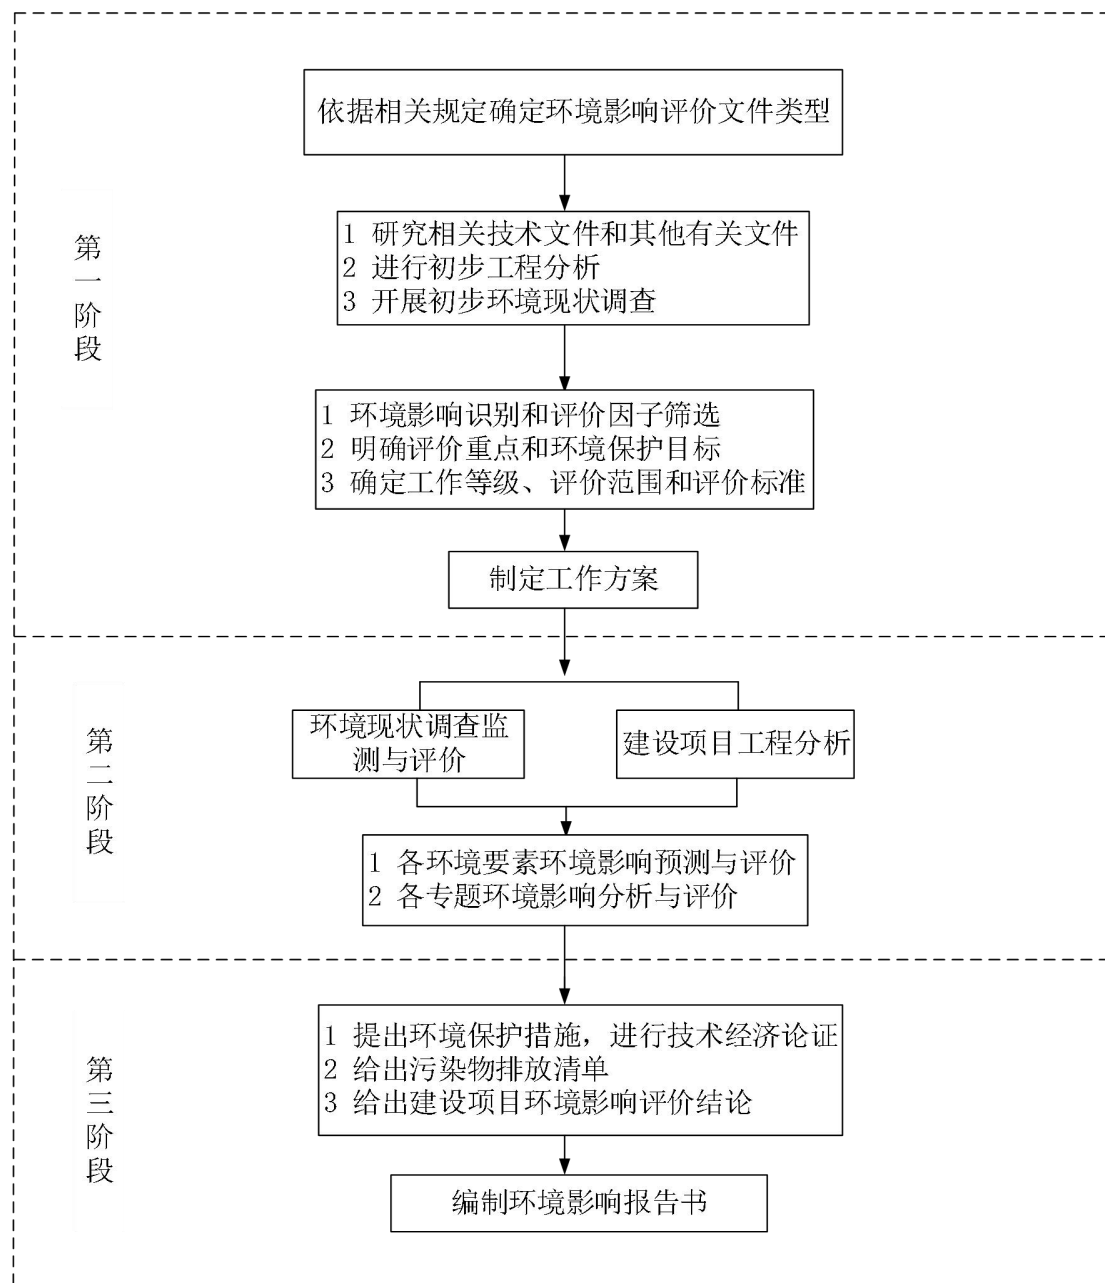 依据相关规定确定环境影响评价文件类型
第一阶段
1 研究相关技术文件和其他有关文件
2 进行初步工程分析
3 开展初步环境现状调查
1 环境影响识别和评价因子筛选
2 明确评价重点和环境保护目标
3 确定工作等级、评价范围和评价标准
制定工作方案
第二阶段
环境现状调查监
测与评价
建设项目工程分析
1 各环境要素环境影响预测与评价
2 各专题环境影响分析与评价
第三阶段
1 提出环境保护措施，进行技术经济论证
2 给出污染物排放清单
3 给出建设项目环境影响评价结论
编制环境影响报告书